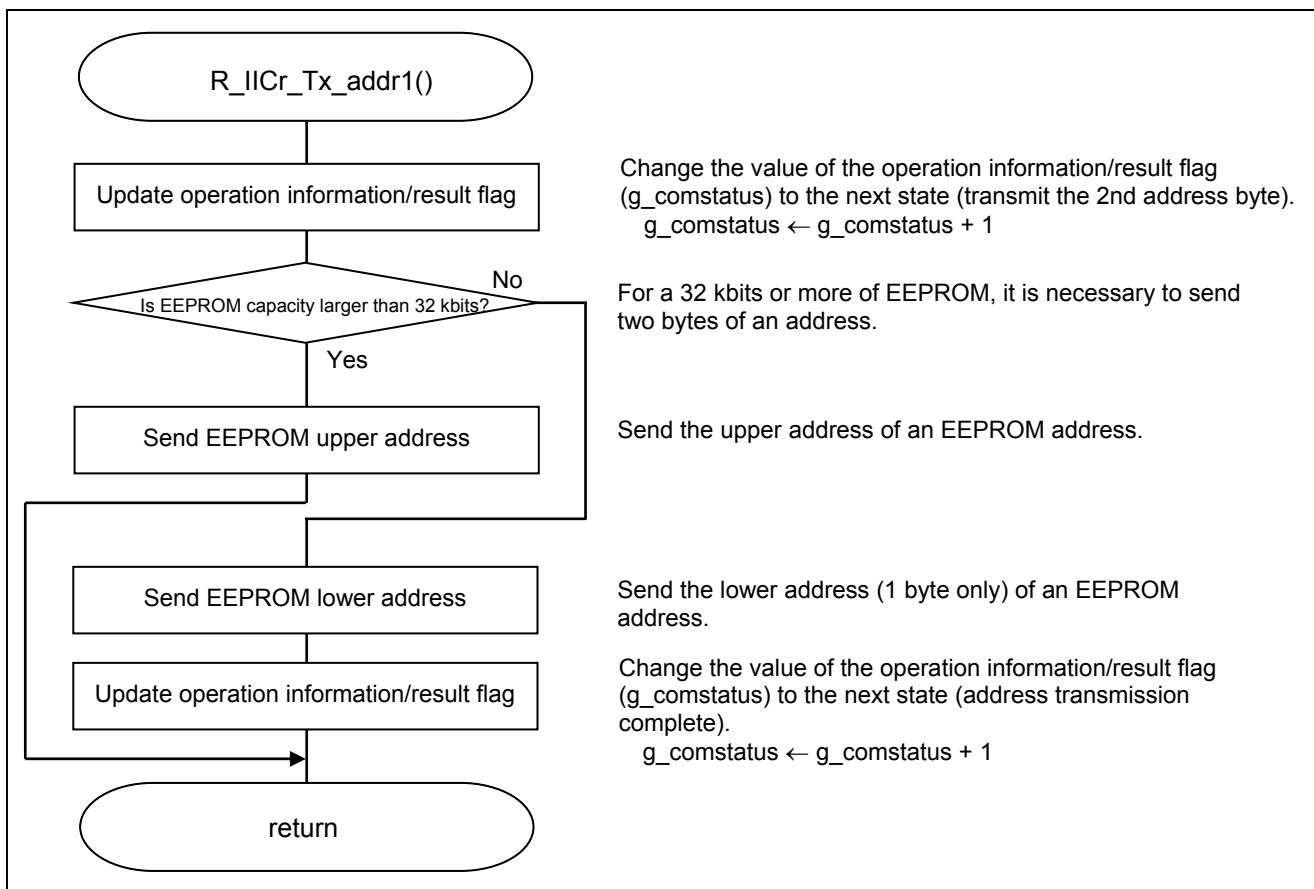 R_IICr_Tx_addr1()
Update operation information/result flag
Change the value of the operation information/result flag
(g_comstatus) to the next state (transmit the 2nd address byte).
g_comstatus ← g_comstatus + 1
No
Is EEPROM capacity larger than 32 kbits?
For a 32 kbits or more of EEPROM, it is necessary to send
two bytes of an address.
Yes
Send EEPROM upper address
Send the upper address of an EEPROM address.
Send EEPROM lower address
Send the lower address (1 byte only) of an EEPROM
address.
Update operation information/result flag
Change the value of the operation information/result flag
(g_comstatus) to the next state (address transmission
complete).
g_comstatus ← g_comstatus + 1
return